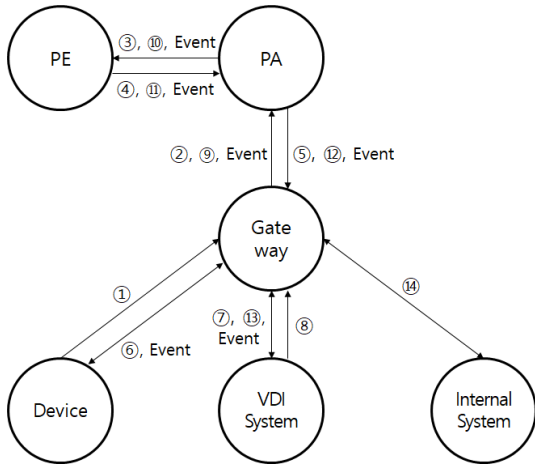 ③, ⑩, Event
PE
PA
④, ⑪, Event
②, ⑨, Event
⑤, ⑫, Event
Gate
way
①
⑭
⑦, ⑬,
Event
⑧
⑥, Event
Device
VDI
System
Internal
System